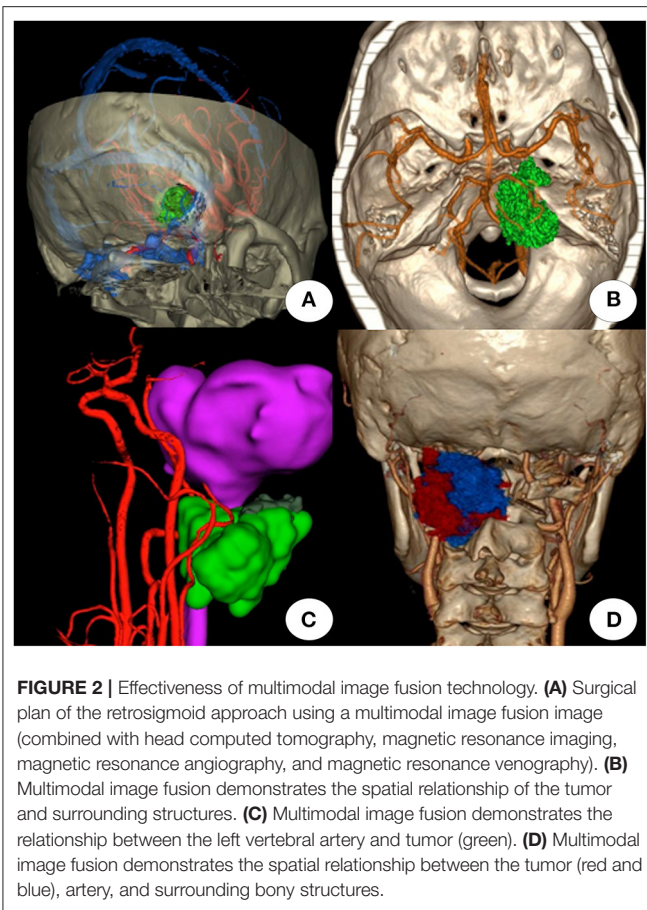 A
B
C
D
FIGURE 2 | Effectiveness of multimodal image fusion technology. (A) Surgical
plan of the retrosigmoid approach using a multimodal image fusion image
(combined with head computed tomography, magnetic resonance imaging,
magnetic resonance angiography, and magnetic resonance venography). (B)
Multimodal image fusion demonstrates the spatial relationship of the tumor
and surrounding structures. (C) Multimodal image fusion demonstrates the
relationship between the left vertebral artery and tumor (green). (D) Multimodal
image fusion demonstrates the spatial relationship between the tumor (red and
blue), artery, and surrounding bony structures.